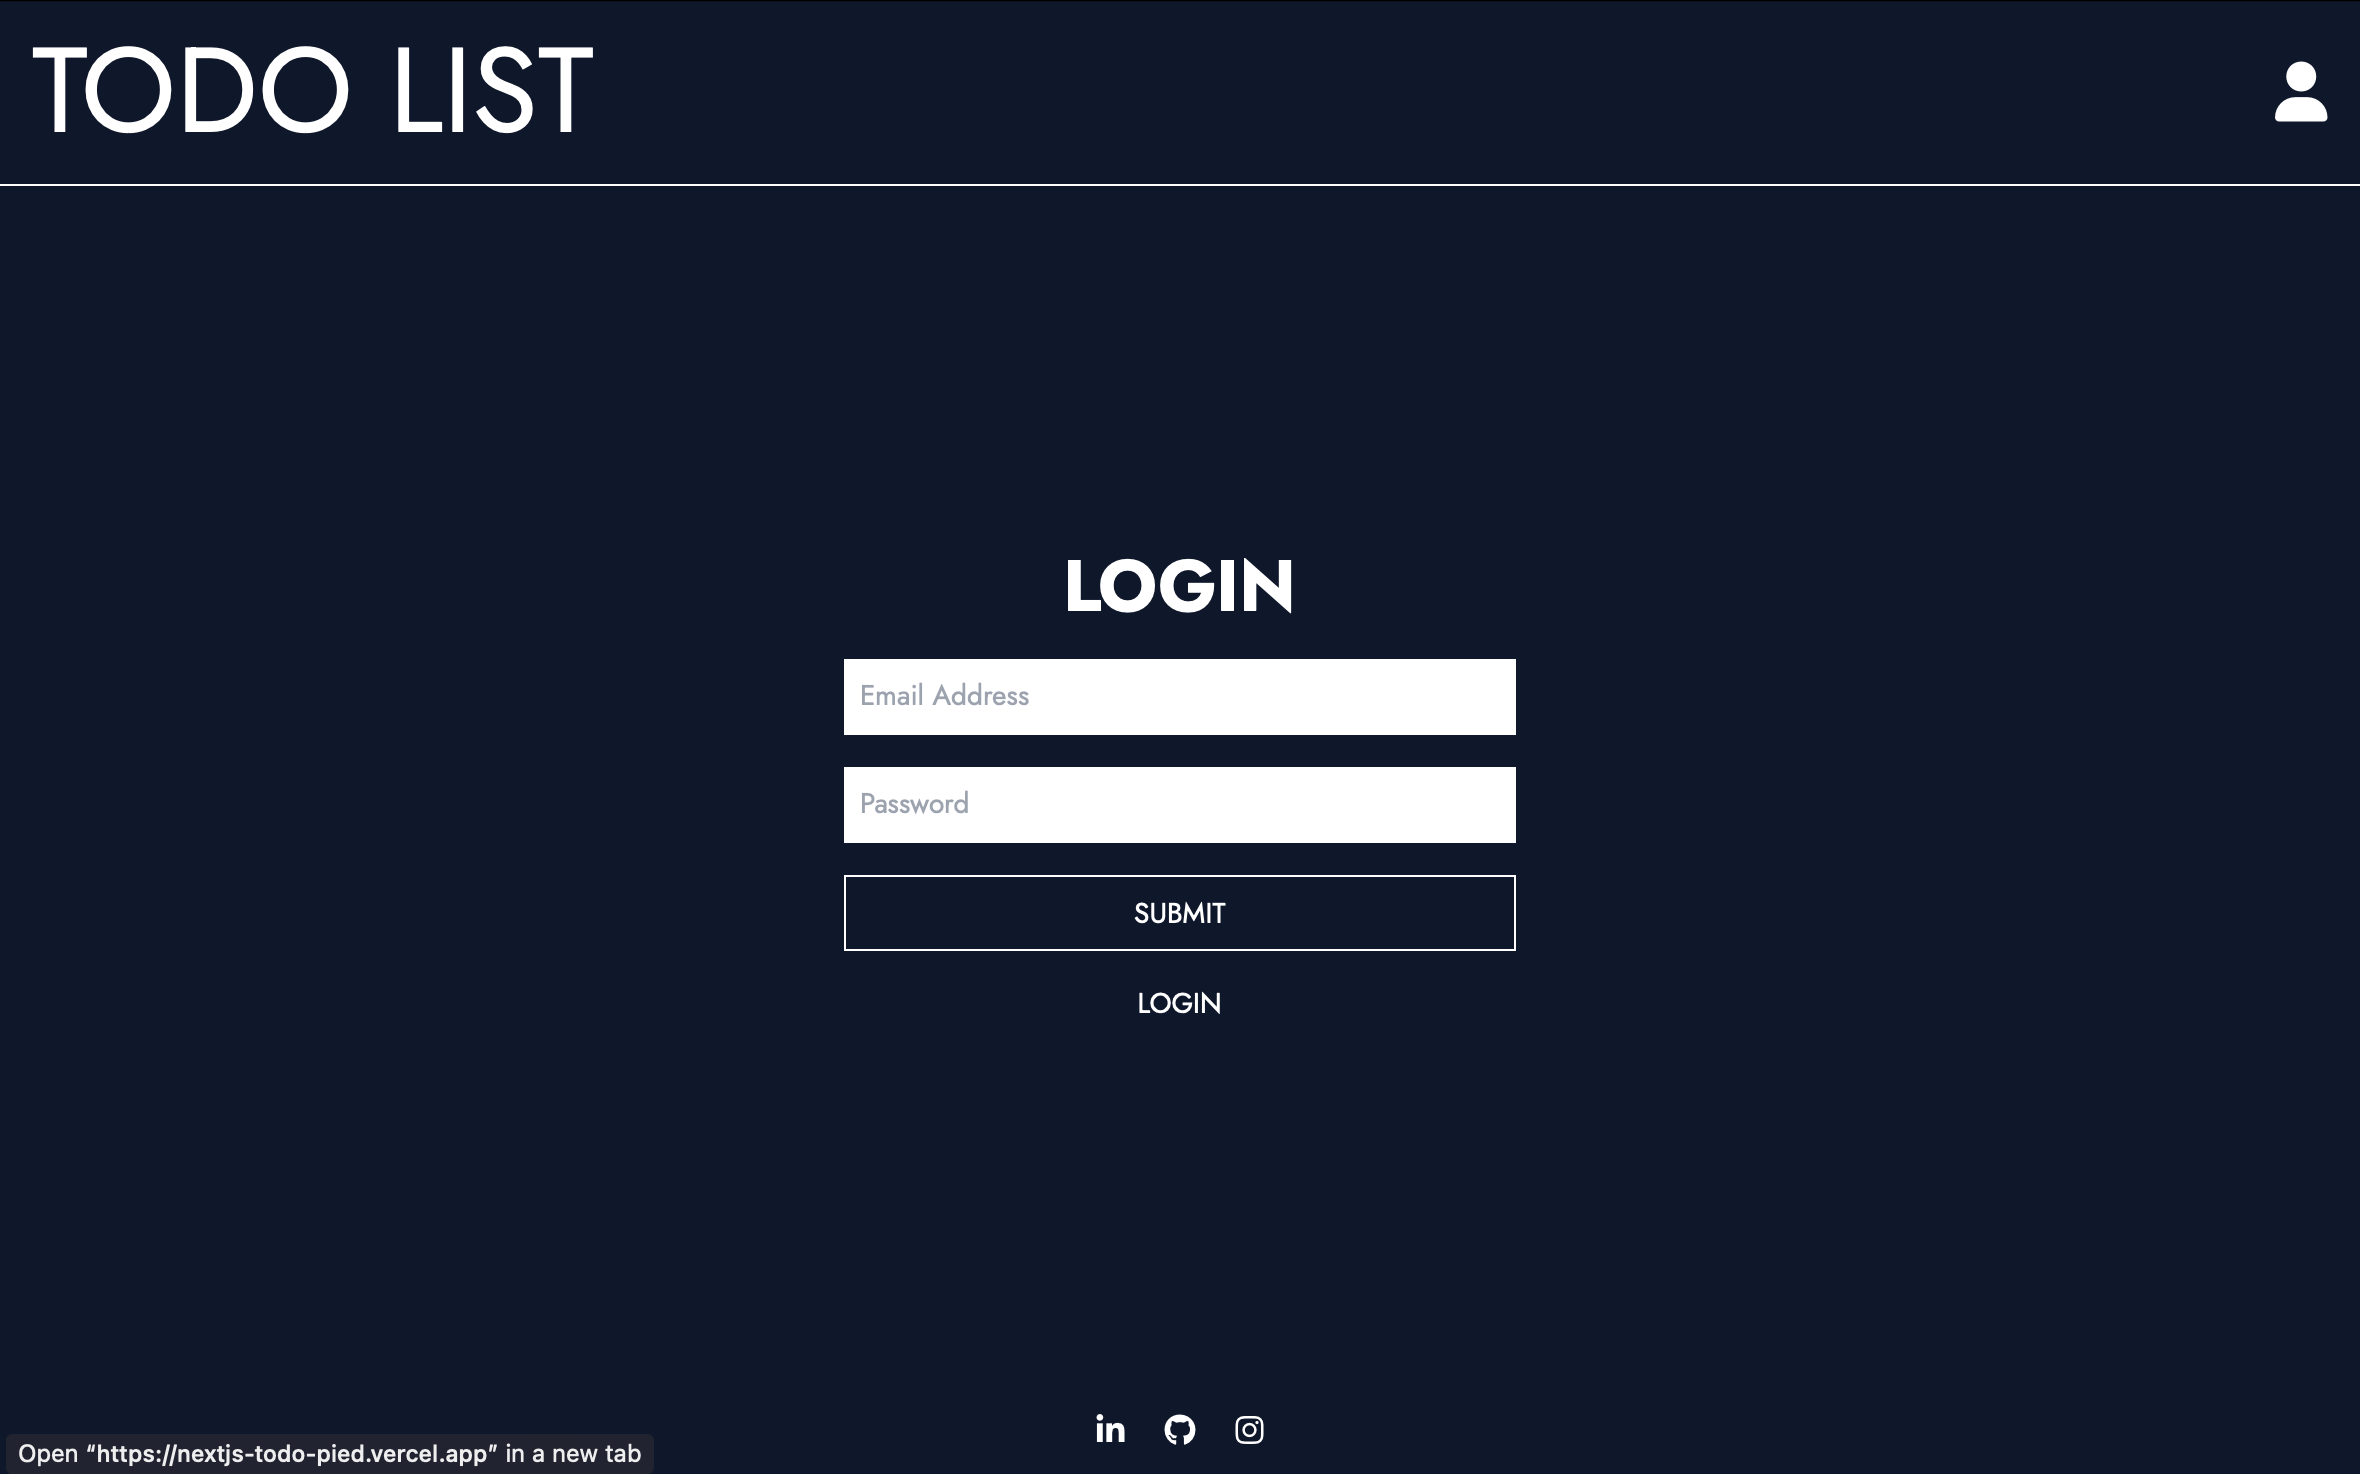 TODO LIST
LOGIN
Email Address
Password
SUBMIT
LOGIN
in
Open “https://nextjs-todo-pied.vercel.app” in a new tab